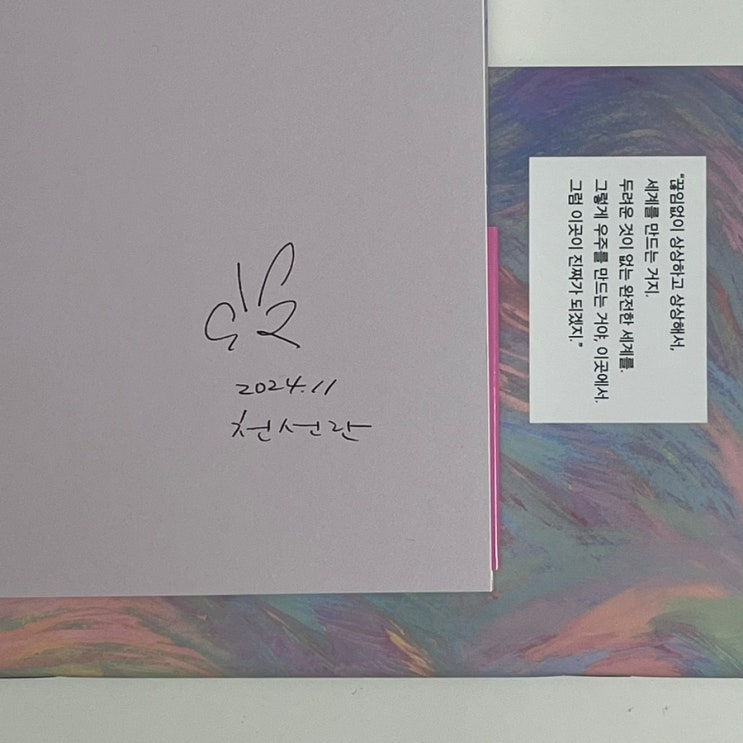 2024.11
천선란
"끊임없이 상상하고 상상해서,
세계를 만드는 거지.
두려운 것이 없는 완전한 세계를.
그렇게 우주를 만드는 거야, 이곳에서.
그럼 이곳이 진짜가 되겠지."